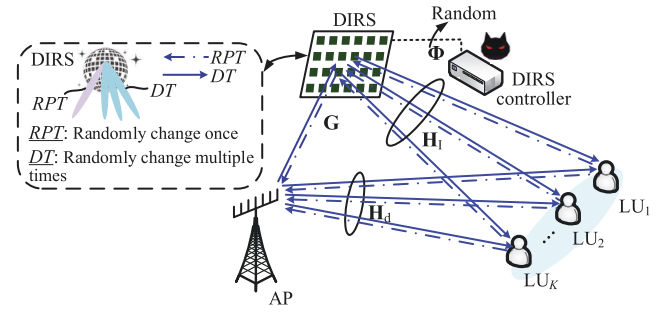 DIRS
RPT
DT
RPT
DT
RPT: Randomly change once
DT: Randomly change multiple
times
DIRS
Random
Φ
DIRS
controller
G
H_I
H_d
LU_1
LU_2
LU_K
AP